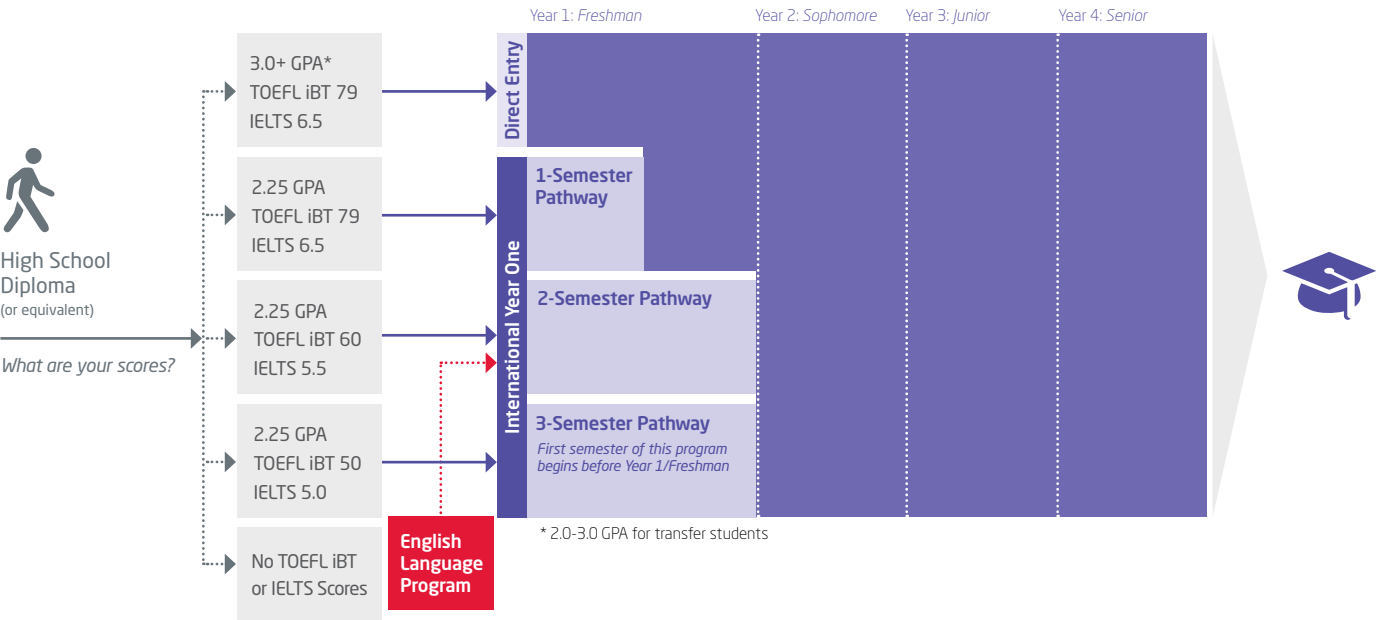 Year 1: Freshman
Year 2: Sophomore
Year 3: Junior
Year 4: Senior
High School
Diploma
(or equivalent)
What are your scores?
3.0+ GPA*
TOEFL iBT 79
IELTS 6.5
Direct Entry
2.25 GPA
TOEFL iBT 79
IELTS 6.5
International Year One
1-Semester
Pathway
2.25 GPA
TOEFL iBT 60
IELTS 5.5
2-Semester Pathway
2.25 GPA
TOEFL iBT 50
IELTS 5.0
3-Semester Pathway
First semester of this program
begins before Year 1/Freshman
No TOEFL iBT
or IELTS Scores
English
Language
Program
* 2.0-3.0 GPA for transfer students